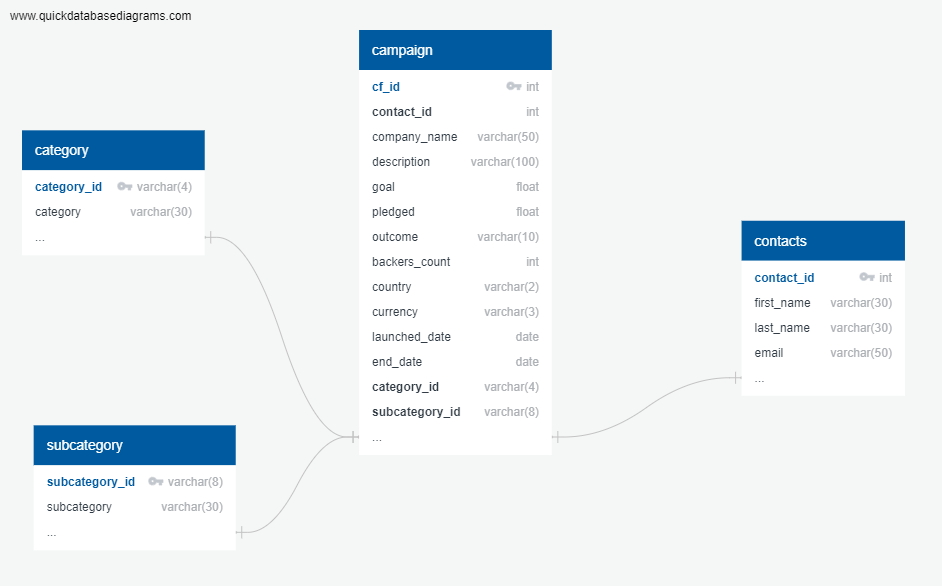 www.quickdatabasediagrams.com
campaign
cf_id int
contact_id int
company_name varchar(50)
description varchar(100)
goal float
pledged float
outcome varchar(10)
backers_count int
country varchar(2)
currency varchar(3)
launched_date date
end_date date
category_id varchar(4)
subcategory_id varchar(8)
...
category
category_id varchar(4)
category varchar(30)
...
subcategory
subcategory_id varchar(8)
subcategory varchar(30)
...
contacts
contact_id int
first_name varchar(30)
last_name varchar(30)
email varchar(50)
...